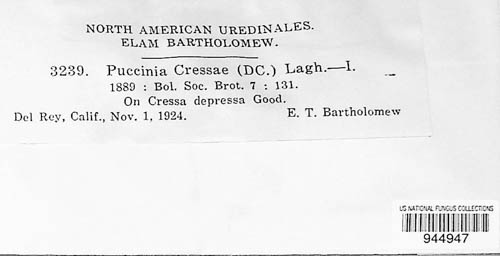 NORTH AMERICAN UREDINALES.
ELAM BARTHOLOMEW.
3239. Puccinia Cressae (DC.) Lagh.—I.
1889 : Bol. Soc. Brot. 7 : 131.
On Cressa depressa Good.
Del Rey, Calif., Nov. 1, 1924. E. T. Bartholomew
US NATIONAL FUNGUS COLLECTIONS
944947